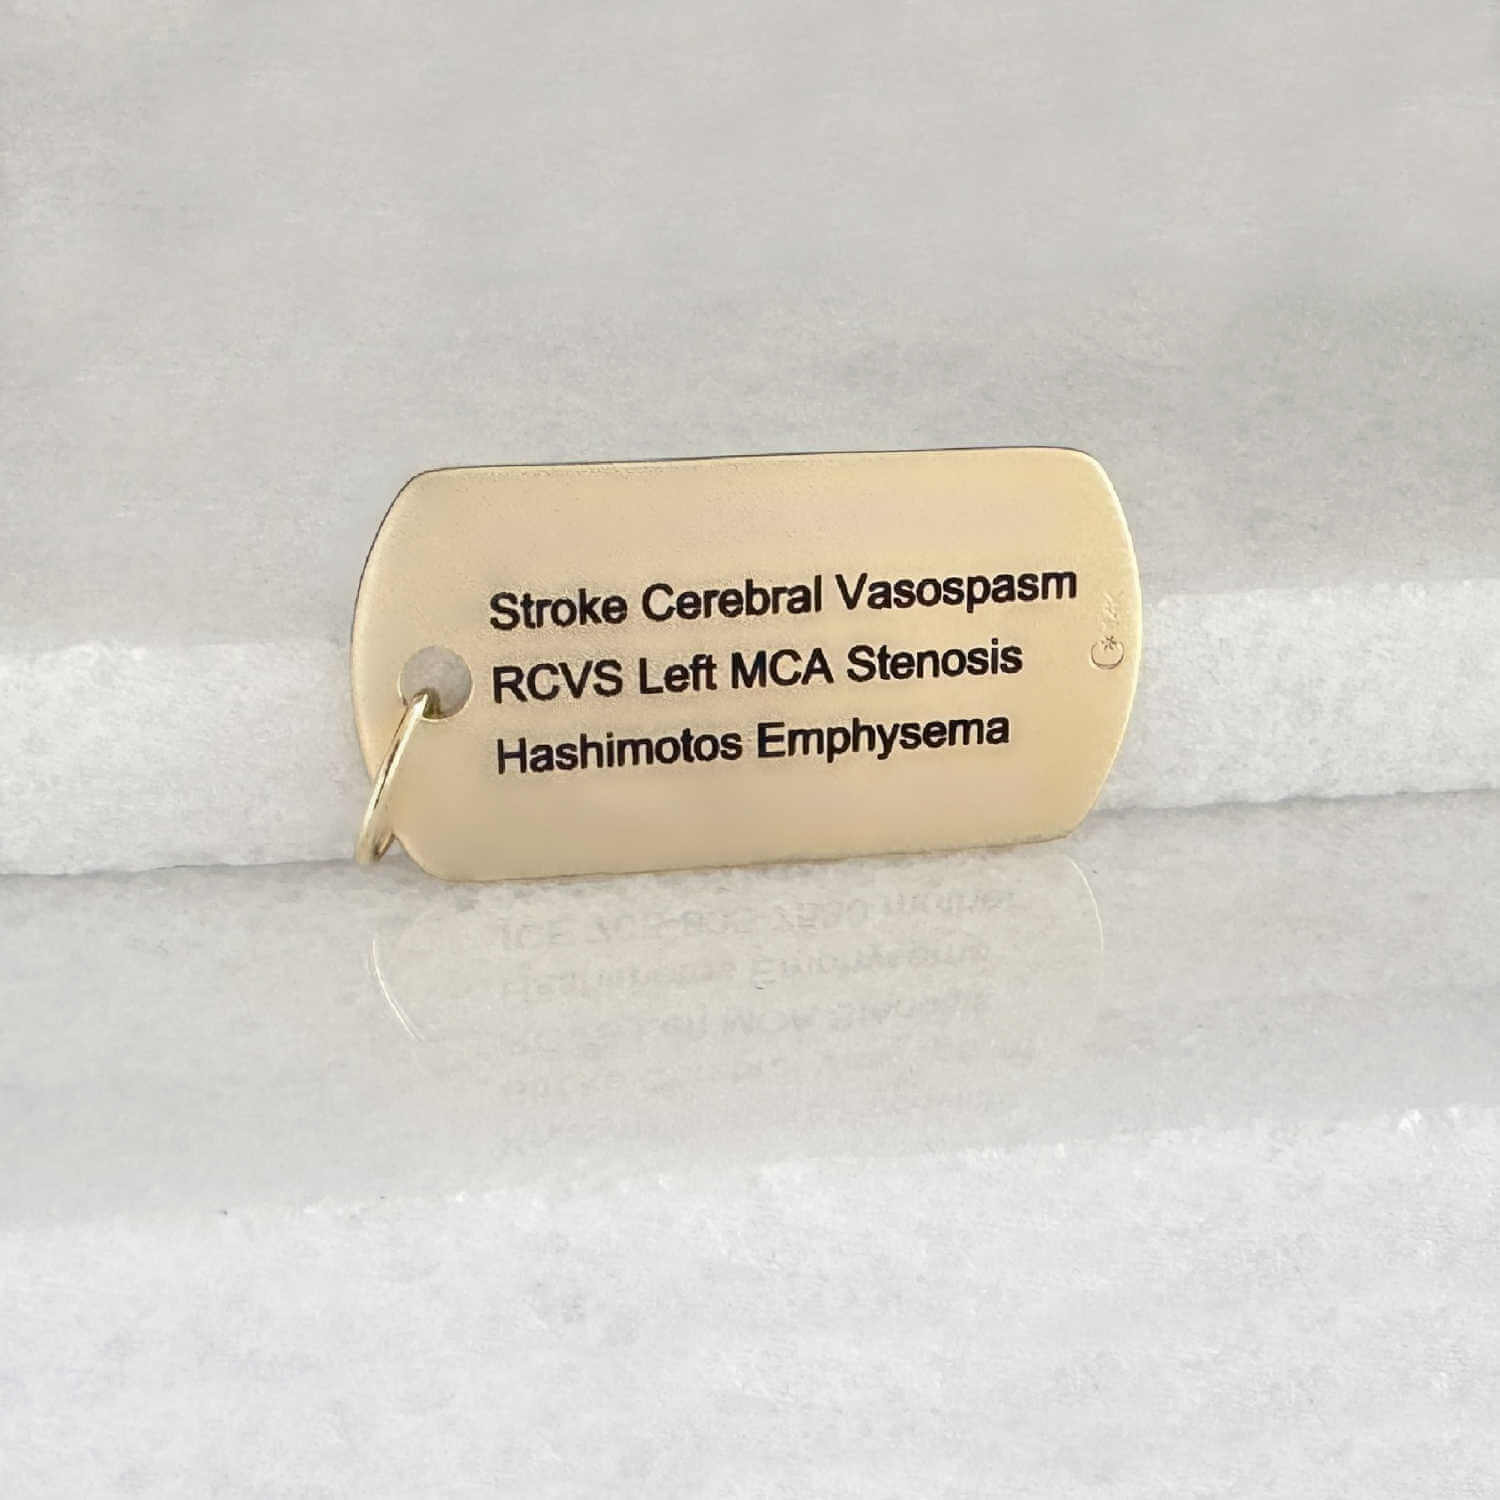 Stroke Cerebral Vasospasm
RCVS Left MCA Stenosis
Hashimotos Emphysema